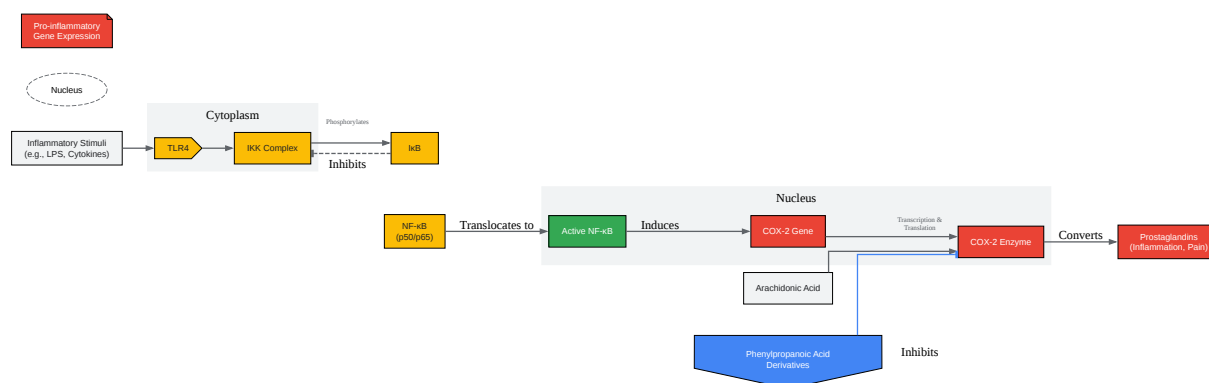 Pro-inflammatory
Gene Expression
Nucleus
Cytoplasm
Phosphorylates
Inflammatory Stimuli
(e.g., LPS, Cytokines)
TLR4
IKK Complex
IκB
Inhibits
Nucleus
NF-κB
(p50/p65)
Translocates to
Active NF-κB
Induces
COX-2 Gene
Transcription &
Translation
COX-2 Enzyme
Converts
Prostaglandins
(Inflammation, Pain)
Arachidonic Acid
Phenylpropanoic Acid
Derivatives
Inhibits